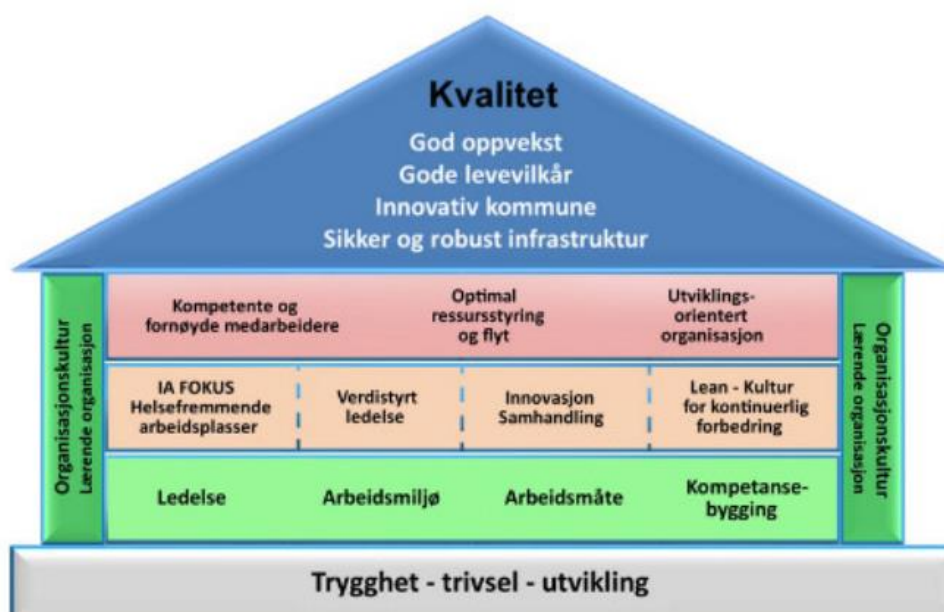 Kvalitet
God oppvekst
Gode levevilkår
Innovativ kommune
Sikker og robust infrastruktur
Organisasjonskultur
Lærende organisasjon
Kompetente og
fornøyde medarbeidere
Optimal
ressursstyring
og flyt
Utviklings-
orientert
organisasjon
IA FOKUS
Helsefremmende
arbeidsplasser
Verdistyrt
ledelse
Innovasjon
Samhandling
Lean - Kultur
for kontinuerlig
forbedring
Ledelse
Arbeidsmiljø
Arbeidsmåte
Kompetanse-
bygging
Organisasjonskultur
Lærende organisasjon
Trygghet - trivsel - utvikling